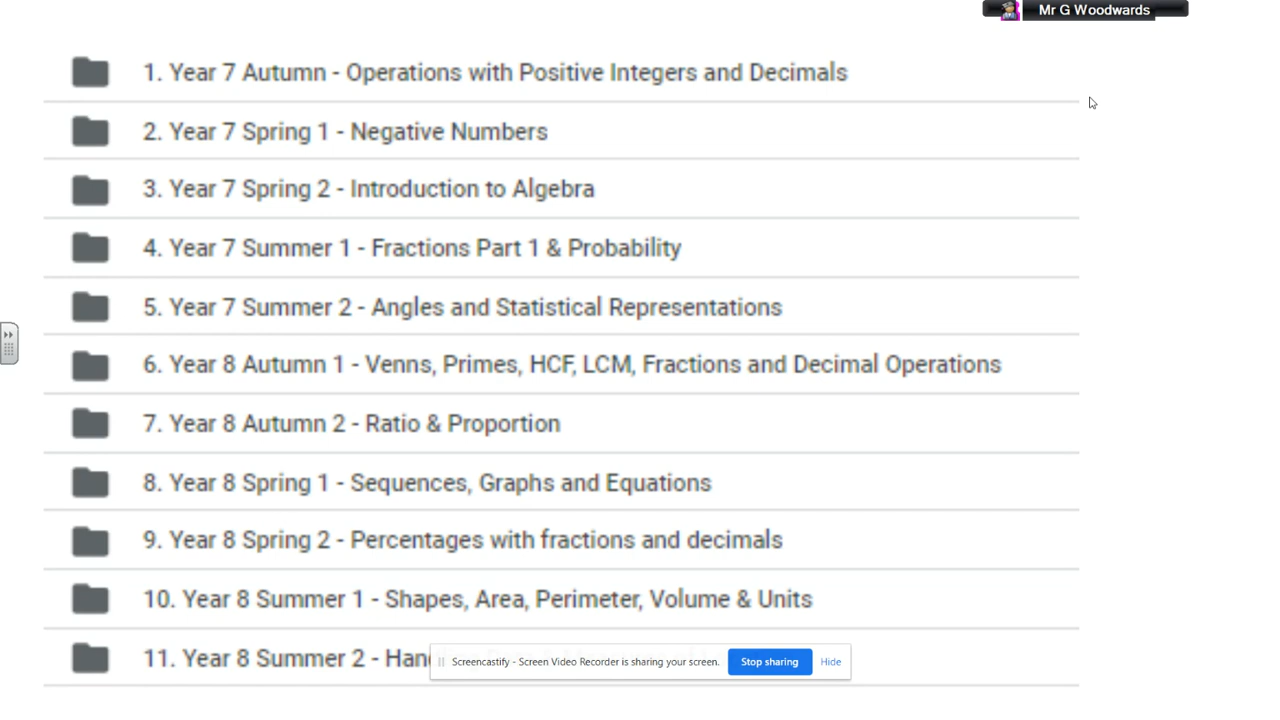 Mr G Woodwards
1. Year 7 Autumn - Operations with Positive Integers and Decimals
2. Year 7 Spring 1 - Negative Numbers
3. Year 7 Spring 2 - Introduction to Algebra
4. Year 7 Summer 1 - Fractions Part 1 & Probability
5. Year 7 Summer 2 - Angles and Statistical Representations
6. Year 8 Autumn 1 - Venns, Primes, HCF, LCM, Fractions and Decimal Operations
7. Year 8 Autumn 2 - Ratio & Proportion
8. Year 8 Spring 1 - Sequences, Graphs and Equations
9. Year 8 Spring 2 - Percentages with fractions and decimals
10. Year 8 Summer 1 - Shapes, Area, Perimeter, Volume & Units
11. Year 8 Summer 2 -
Screencastify - Screen Video Recorder is sharing your screen. Stop sharing Hide